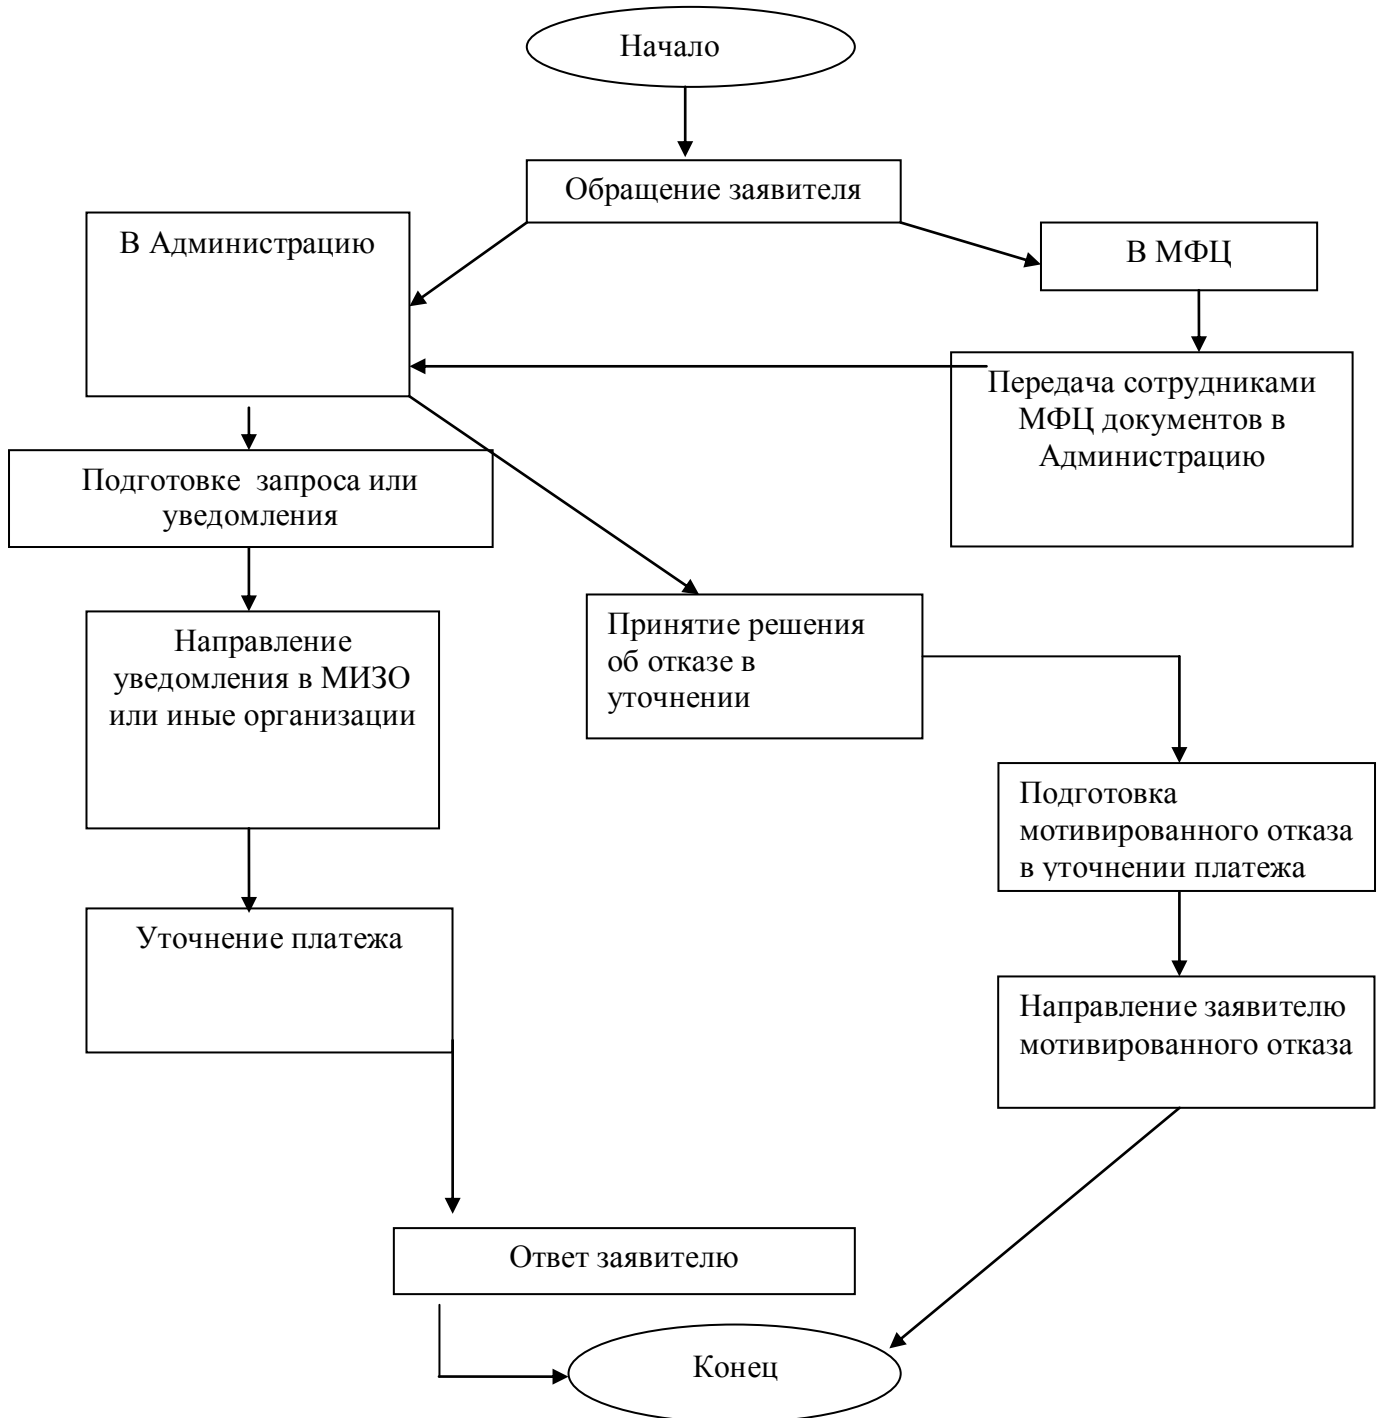 Начало
Обращение заявителя
В Администрацию
В МФЦ
Передача сотрудниками
МФЦ документов в
Администрацию
Подготовке запроса или
уведомления
Направление
уведомления в МИЗО
или иные организации
Принятие решения
об отказе в
уточнении
Подготовка
мотивированного отказа
в уточнении платежа
Уточнение платежа
Направление заявителю
мотивированного отказа
Ответ заявителю
Конец